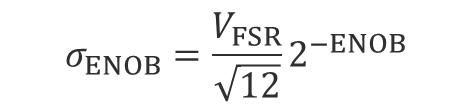 σ_ENOB = V_FSR/√12 2^−ENOB